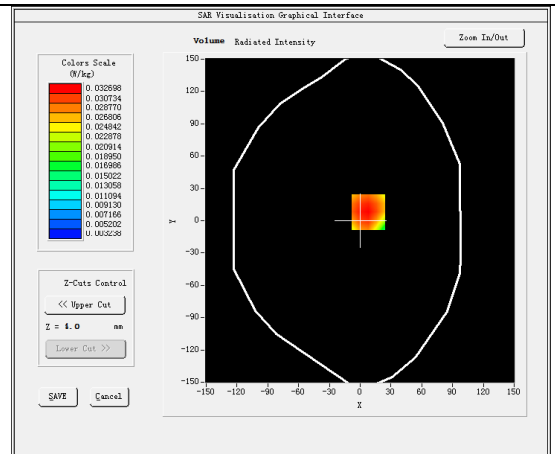 SAR Visualisation Graphical Interface
Volume Radiated Intensity
Zoom In/Out
Colors Scale
(W/kg)
0.032698
0.030734
0.028770
0.026806
0.024842
0.022878
0.020914
0.018950
0.016986
0.015022
0.013058
0.011094
0.009130
0.007166
0.005202
0.003238
150
120
90
60
30
0
-30
-60
-90
-120
-150
Y
-150 -120 -90 -60 -30 0 30 60 90 120 150
X
Z-Cuts Control
<< Upper Cut
Z = 4.0 mm
Lower Cut >>
SAVE Cancel